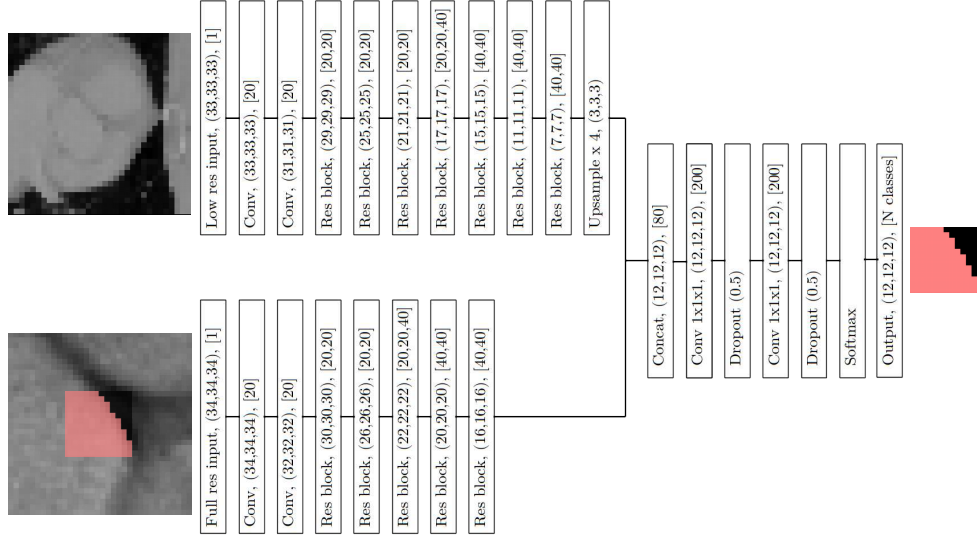 Low res input, (33,33,33), [1]
Conv, (33,33,33), [20]
Conv, (31,31,31), [20]
Res block, (29,29,29), [20,20]
Res block, (25,25,25), [20,20]
Res block, (21,21,21), [20,20]
Res block, (17,17,17), [20,20,40]
Res block, (15,15,15), [40,40]
Res block, (11,11,11), [40,40]
Res block, (7,7,7), [40,40]
Upsample x 4, (3,3,3)
Full res input, (34,34,34), [1]
Conv, (34,34,34), [20]
Conv, (32,32,32), [20]
Res block, (30,30,30), [20,20]
Res block, (26,26,26), [20,20]
Res block, (22,22,22), [20,20,40]
Res block, (20,20,20), [40,40]
Res block, (16,16,16), [40,40]
Concat, (12,12,12), [80]
Conv 1x1x1, (12,12,12), [200]
Dropout (0.5)
Conv 1x1x1, (12,12,12), [200]
Dropout (0.5)
Softmax
Output, (12,12,12), [N classes]